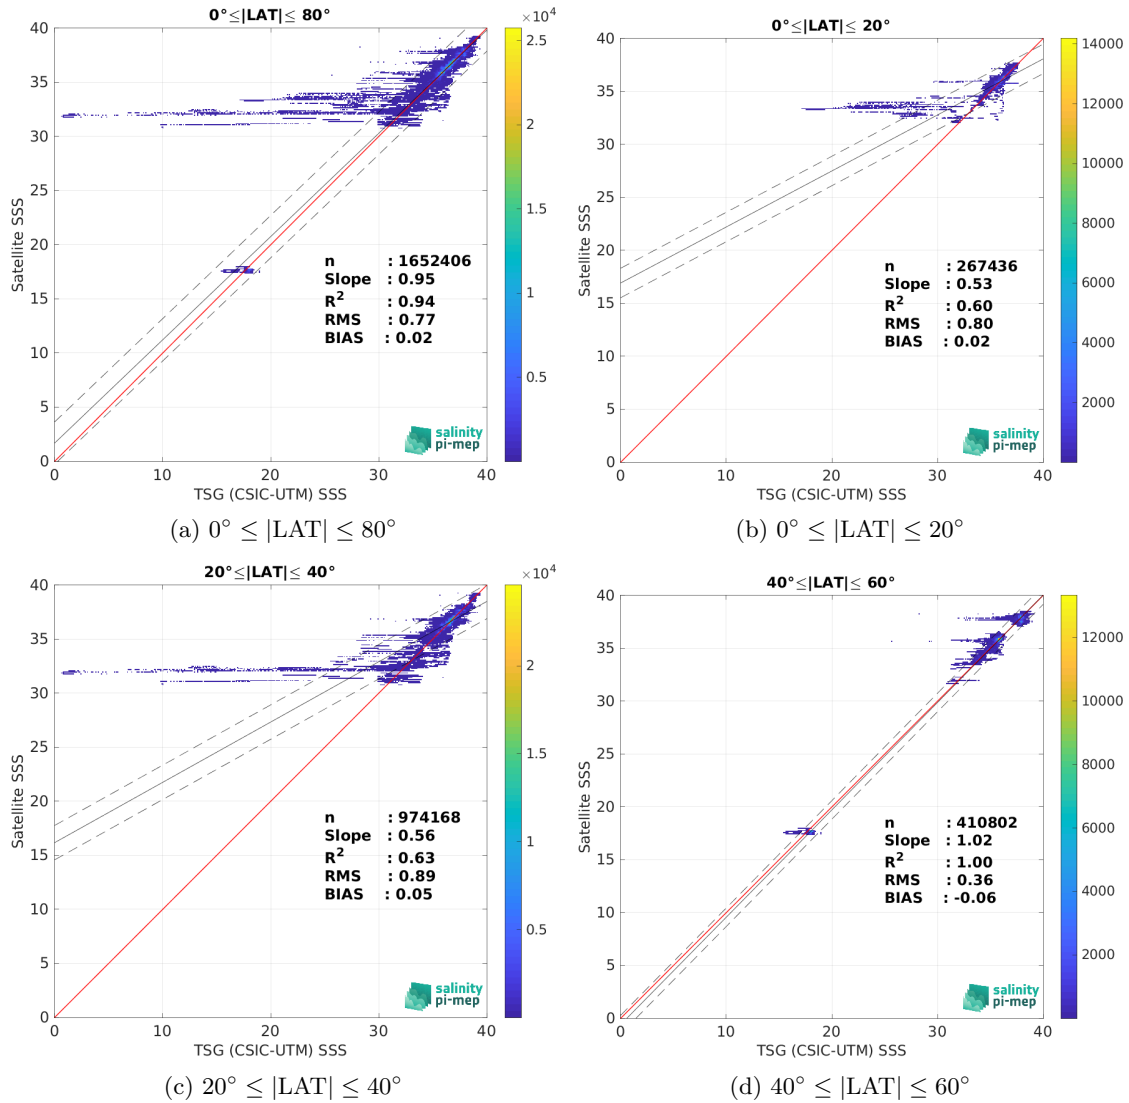 0°≤|LAT|≤ 80°
×10⁴
40
35
30
25
20
15
10
5
0
Satellite SSS
0
10
20
30
40
TSG (CSIC-UTM) SSS
2.5
2
1.5
1
0.5
n : 1652406
Slope : 0.95
R² : 0.94
RMS : 0.77
BIAS : 0.02
salinity
pi-mep
(a) 0° ≤ |LAT| ≤ 80°
0°≤|LAT|≤ 20°
40
35
30
25
20
15
10
5
0
Satellite SSS
0
10
20
30
40
TSG (CSIC-UTM) SSS
14000
12000
10000
8000
6000
4000
2000
n : 267436
Slope : 0.53
R² : 0.60
RMS : 0.80
BIAS : 0.02
salinity
pi-mep
(b) 0° ≤ |LAT| ≤ 20°
20°≤|LAT|≤ 40°
×10⁴
40
35
30
25
20
15
10
5
0
Satellite SSS
0
10
20
30
40
TSG (CSIC-UTM) SSS
2
1.5
1
0.5
n : 974168
Slope : 0.56
R² : 0.63
RMS : 0.89
BIAS : 0.05
salinity
pi-mep
(c) 20° ≤ |LAT| ≤ 40°
40°≤|LAT|≤ 60°
40
35
30
25
20
15
10
5
0
Satellite SSS
0
10
20
30
40
TSG (CSIC-UTM) SSS
12000
10000
8000
6000
4000
2000
n : 410802
Slope : 1.02
R² : 1.00
RMS : 0.36
BIAS : -0.06
salinity
pi-mep
(d) 40° ≤ |LAT| ≤ 60°